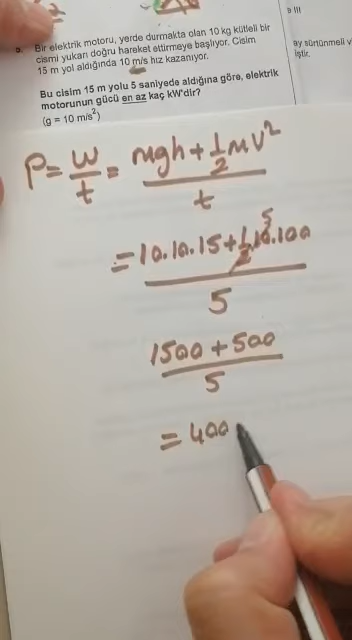 Bir elektrik motoru, yerde durmakta olan 10 kg kütleli bir
cismi yukarı doğru hareket ettirmeye başlıyor. Cisim
15 m yol aldığında 10 m/s hız kazanıyor.
Bu cisim 15 m yolu 5 saniyede aldığına göre, elektrik
motorunun gücü en az kaç kW'dir?
(g = 10 m/s²)
ay sürtünmeli v
iştir.
P = W/t = mgh + 1/2 mV² / t
= 10.10.15 + 1/2 10.100 / 5
5
1500 + 500 / 5
= 400